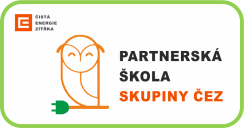 ČISTÁ
ENERGIE
ZÍTŘKA
PARTNERSKÁ
ŠKOLA
SKUPINY ČEZ